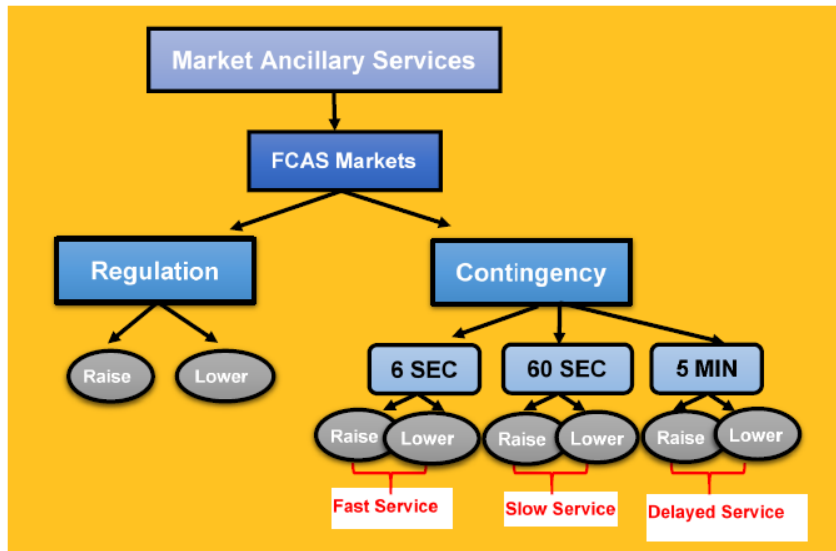 Market Ancillary Services
FCAS Markets
Regulation
Contingency
Raise
Lower
6 SEC
60 SEC
5 MIN
Raise
Lower
Raise
Lower
Raise
Lower
Fast Service
Slow Service
Delayed Service